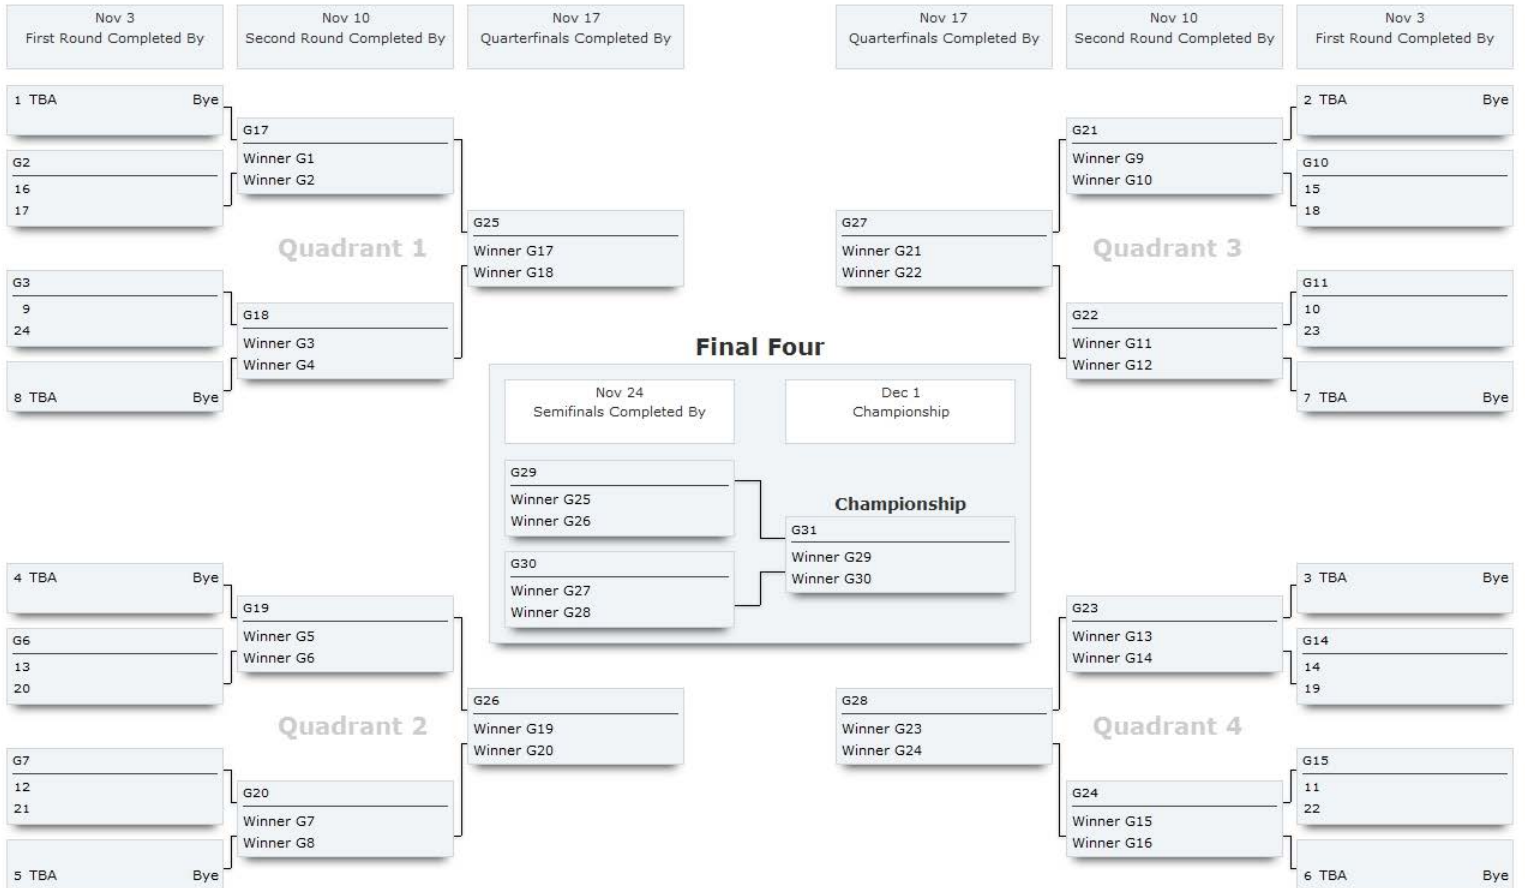 Nov 3
First Round Completed By
Nov 10
Second Round Completed By
Nov 17
Quarterfinals Completed By
Nov 17
Quarterfinals Completed By
Nov 10
Second Round Completed By
Nov 3
First Round Completed By
1 TBA Bye
G2
16
17
G3
9
24
8 TBA Bye
G17
Winner G1
Winner G2
Quadrant 1
G18
Winner G3
Winner G4
G25
Winner G17
Winner G18
4 TBA Bye
G6
13
20
G7
12
21
5 TBA Bye
G19
Winner G5
Winner G6
Quadrant 2
G20
Winner G7
Winner G8
G26
Winner G19
Winner G20
Final Four
Nov 24
Semifinals Completed By
Dec 1
Championship
G29
Winner G25
Winner G26
G30
Winner G27
Winner G28
Championship
G31
Winner G29
Winner G30
G27
Winner G21
Winner G22
G21
Winner G9
Winner G10
Quadrant 3
G22
Winner G11
Winner G12
2 TBA Bye
G10
15
18
G11
10
23
7 TBA Bye
G28
Winner G23
Winner G24
G23
Winner G13
Winner G14
Quadrant 4
G24
Winner G15
Winner G16
3 TBA Bye
G14
14
19
G15
11
22
6 TBA Bye